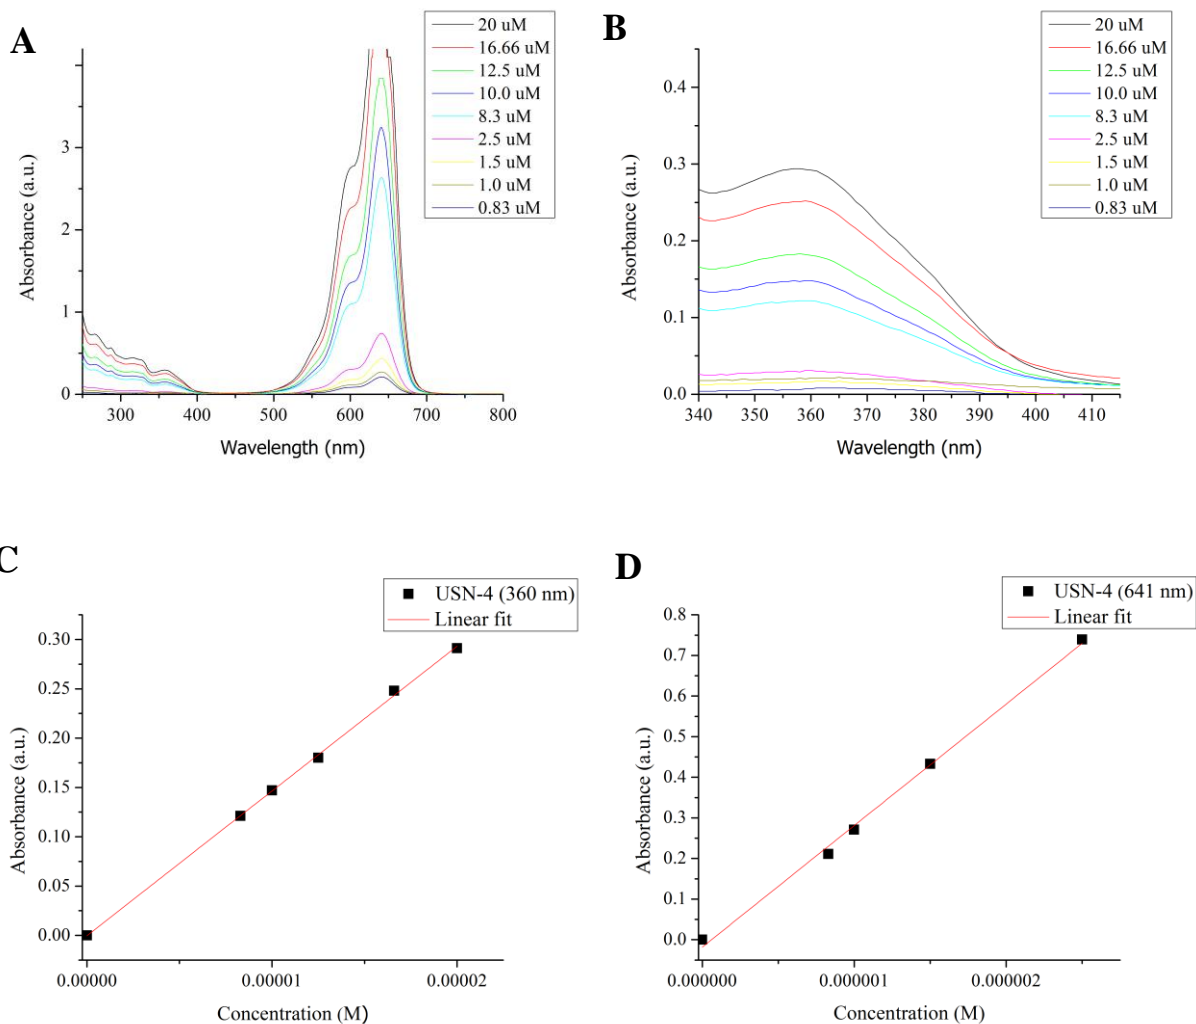 A
20 uM
16.66 uM
12.5 uM
10.0 uM
8.3 uM
2.5 uM
1.5 uM
1.0 uM
0.83 uM
3
2
1
0
300 400 500 600 700 800
Absorbance (a.u.)
Wavelength (nm)
B
20 uM
16.66 uM
12.5 uM
10.0 uM
8.3 uM
2.5 uM
1.5 uM
1.0 uM
0.83 uM
0.4
0.3
0.2
0.1
0.0
340 350 360 370 380 390 400 410
Absorbance (a.u.)
Wavelength (nm)
C
USN-4 (360 nm)
Linear fit
0.30
0.25
0.20
0.15
0.10
0.05
0.00
0.00000 0.00001 0.00002
Absorbance (a.u.)
Concentration (M)
D
USN-4 (641 nm)
Linear fit
0.8
0.7
0.6
0.5
0.4
0.3
0.2
0.1
0.0
0.000000 0.000001 0.000002
Absorbance (a.u.)
Concentration (M)